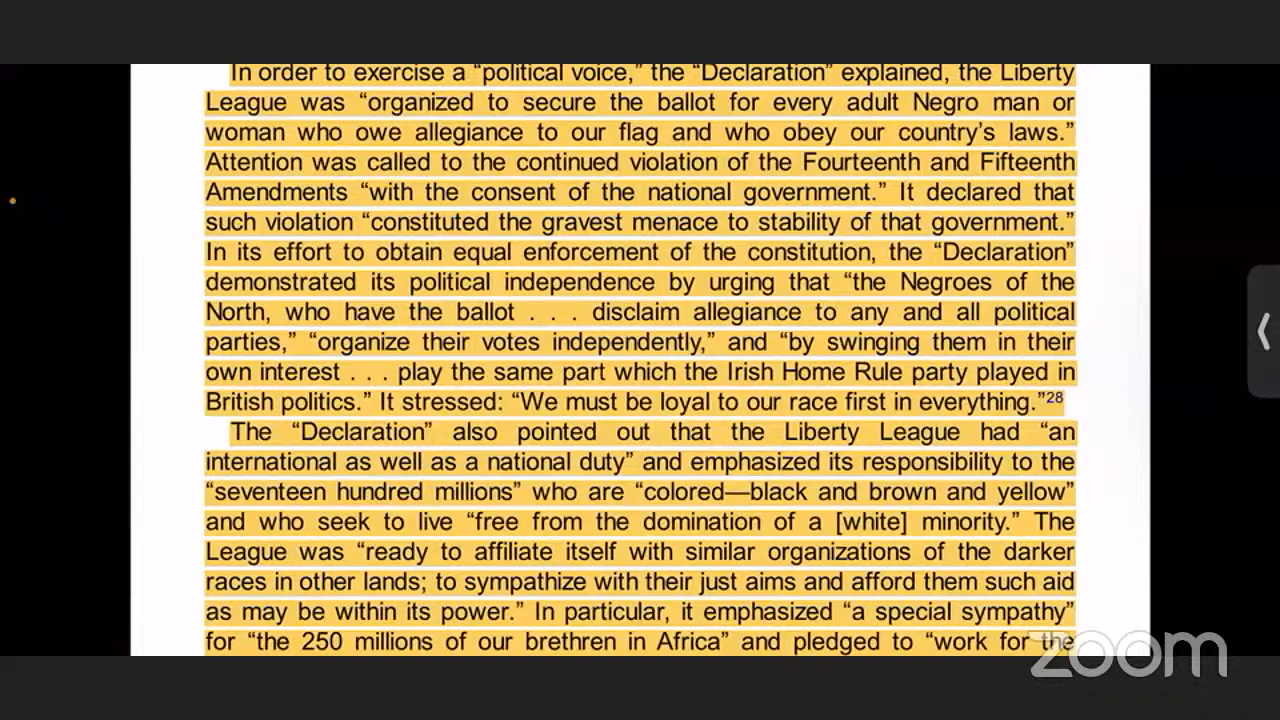 In order to exercise a “political voice,” the “Declaration” explained, the Liberty
League was “organized to secure the ballot for every adult Negro man or
woman who owe allegiance to our flag and who obey our country’s laws.”
Attention was called to the continued violation of the Fourteenth and Fifteenth
Amendments “with the consent of the national government.” It declared that
such violation “constituted the gravest menace to stability of that government.”
In its effort to obtain equal enforcement of the constitution, the “Declaration”
demonstrated its political independence by urging that “the Negroes of the
North, who have the ballot . . . disclaim allegiance to any and all political
parties,” “organize their votes independently,” and “by swinging them in their
own interest . . . play the same part which the Irish Home Rule party played in
British politics.” It stressed: “We must be loyal to our race first in everything.”28
The “Declaration” also pointed out that the Liberty League had “an
international as well as a national duty” and emphasized its responsibility to the
“seventeen hundred millions” who are “colored—black and brown and yellow”
and who seek to live “free from the domination of a [white] minority.” The
League was “ready to affiliate itself with similar organizations of the darker
races in other lands; to sympathize with their just aims and afford them such aid
as may be within its power.” In particular, it emphasized “a special sympathy”
for “the 250 millions of our brethren in Africa” and pledged to “work for the
zoom